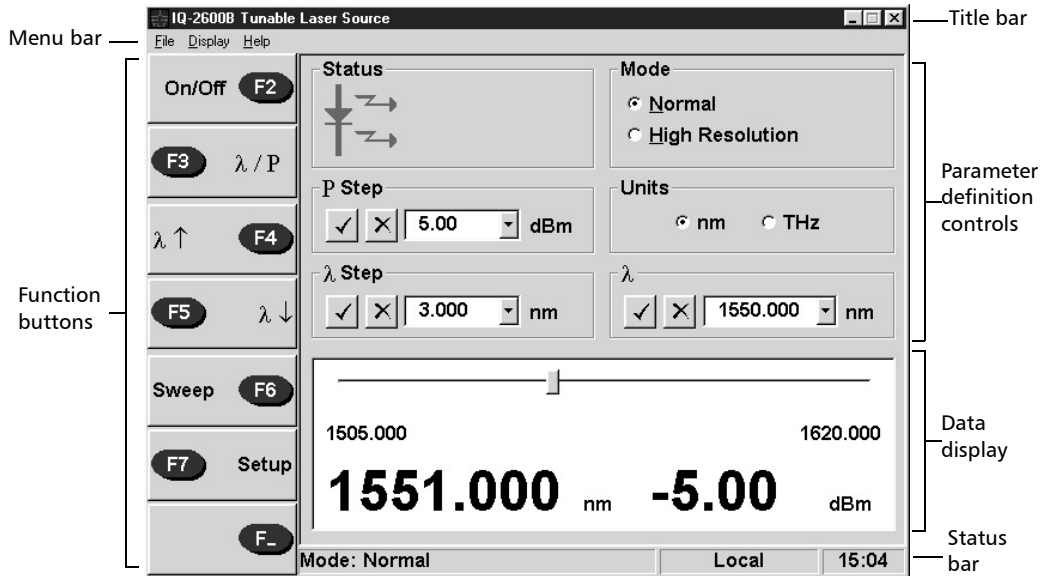 IQ-2600B Tunable Laser Source
Title bar
Menu bar
File Display Help
On/Off F2
F3 λ / P
λ ↑ F4
F5 λ ↓
Sweep F6
F7 Setup
F_
Function
buttons
Status
Mode
Normal
High Resolution
P Step
5.00 dBm
Units
nm THz
λ Step
3.000 nm
λ
1550.000 nm
Parameter
definition
controls
1505.000 1620.000
1551.000 nm -5.00 dBm
Data
display
Mode: Normal Local 15:04
Status
bar